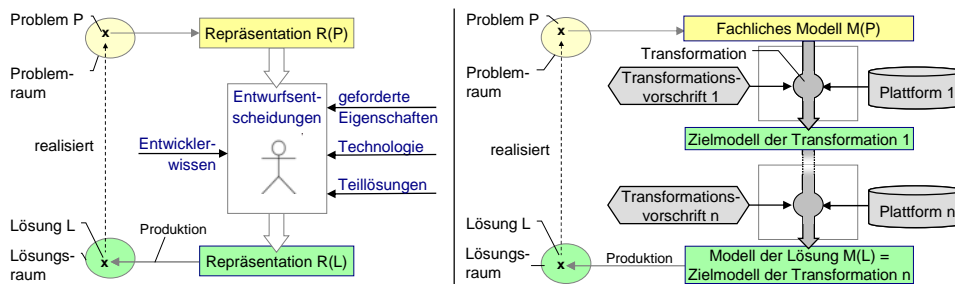 Problem P
x
Repräsentation R(P)
Problem-
raum
Entwurfsent-
scheidungen
geforderte
Eigenschaften
Entwickler-
wissen
Technologie
Teillösungen
realisiert
Lösung L
Produktion
Lösungs-
raum
x
Repräsentation R(L)
Problem P
x
Fachliches Modell M(P)
Problem-
raum
Transformation
Transformations-
vorschrift 1
Plattform 1
Zielmodell der Transformation 1
realisiert
Transformations-
vorschrift n
Plattform n
Lösung L
Lösungs-
raum
x
Produktion
Modell der Lösung M(L) =
Zielmodell der Transformation n